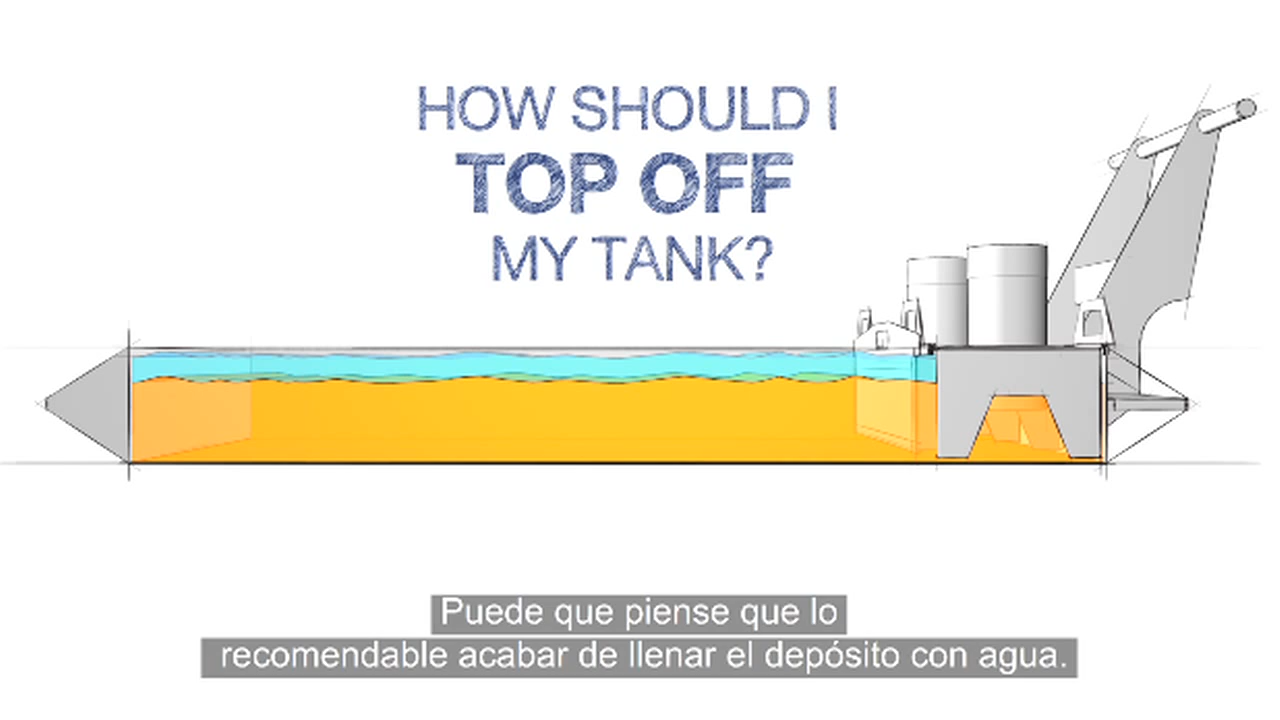 HOW SHOULD I
TOP OFF
MY TANK?
Puede que piense que lo
recomendable acabar de llenar el depósito con agua.